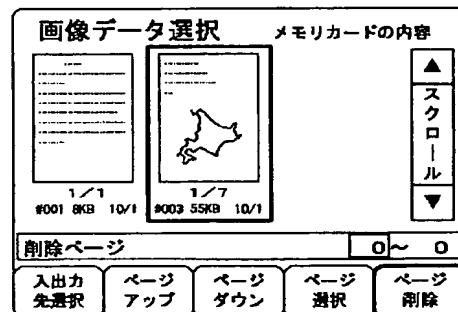 画像データ選択
メモリカードの内容
▲
スクロール
▼
1/1
1/7
#001 8KB 10/1
#003 55KB 10/1
削除ページ
0~ 0
入出力
先選択
ページ
アップ
ページ
ダウン
ページ
選択
ページ
削除